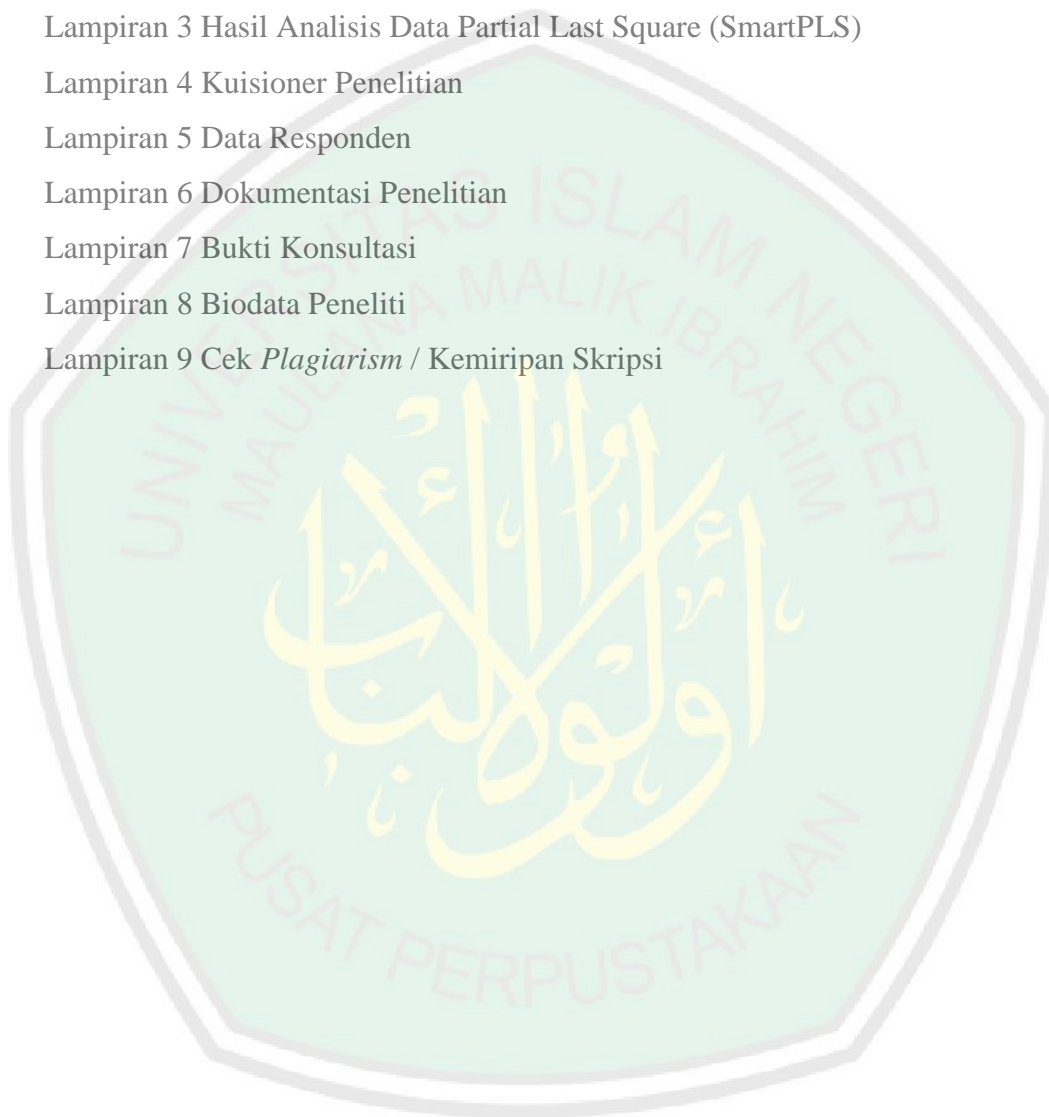 Lampiran 3 Hasil Analisis Data Partial Last Square (SmartPLS)
Lampiran 4 Kuisioner Penelitian
Lampiran 5 Data Responden
Lampiran 6 Dokumentasi Penelitian
Lampiran 7 Bukti Konsultasi
Lampiran 8 Biodata Peneliti
Lampiran 9 Cek Plagiarism / Kemiripan Skripsi
UNIVERSITAS ISLAM NEGERI
MAULANA MALIK IBRAHIM
أولوا الألباب
PUSAT PERPUSTAKAAN